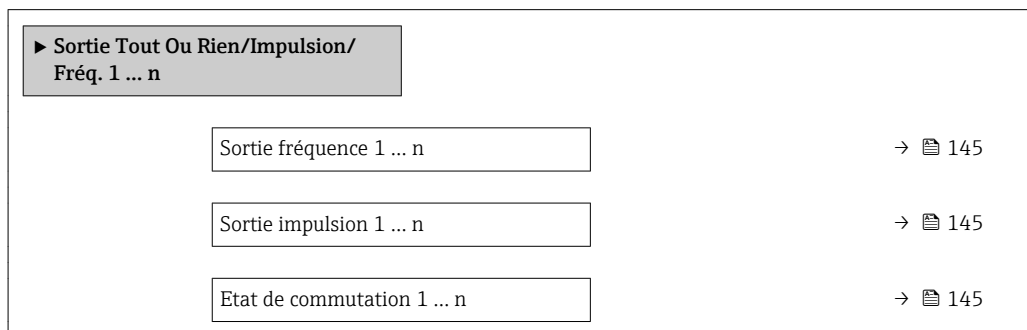 ▶ Sortie Tout Ou Rien/Impulsion/
Fréq. 1 … n
Sortie fréquence 1 … n → 145
Sortie impulsion 1 … n → 145
Etat de commutation 1 … n → 145